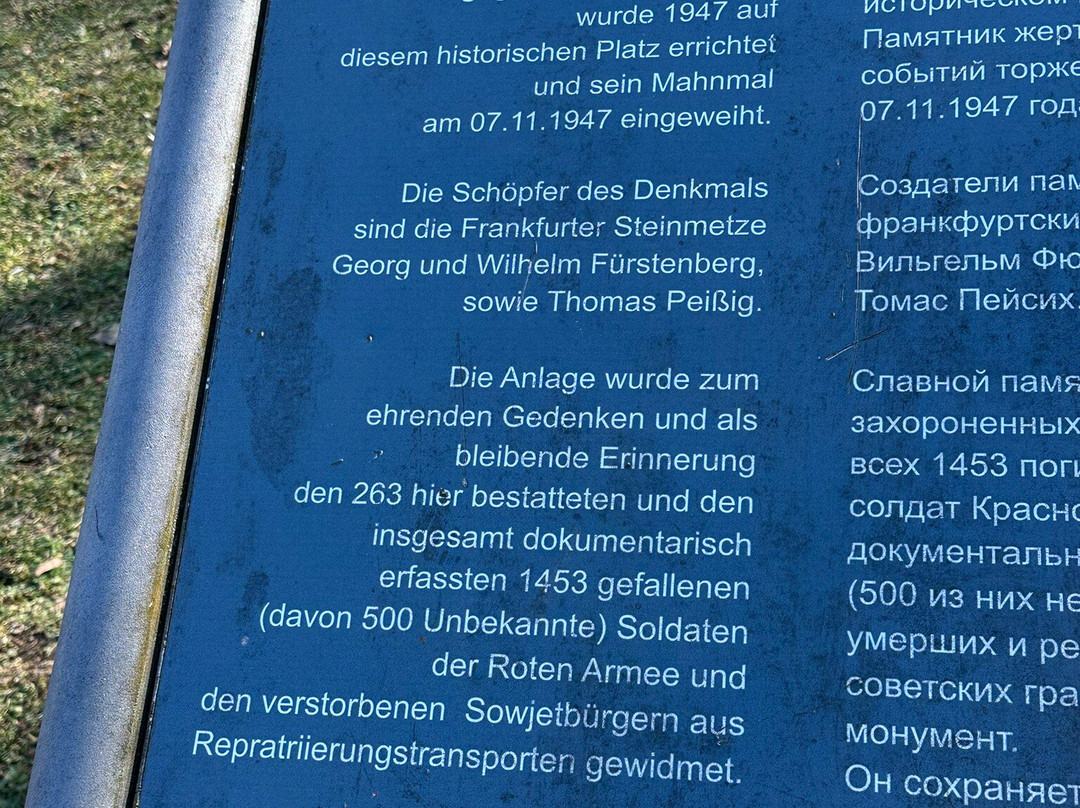 wurde 1947 auf
diesem historischen Platz errichtet
und sein Mahnmal
am 07.11.1947 eingeweiht.
Die Schöpfer des Denkmals
sind die Frankfurter Steinmetze
Georg und Wilhelm Fürstenberg,
sowie Thomas Peißig.
Die Anlage wurde zum
ehrenden Gedenken und als
bleibende Erinnerung
den 263 hier bestatteten und den
insgesamt dokumentarisch
erfassten 1453 gefallenen
(davon 500 Unbekannte) Soldaten
der Roten Armee und
den verstorbenen Sowjetbürgern aus
Repratriierungstransporten gewidmet.
историческом
Памятник жерт
событий торже
07.11.1947 год
Создатели пам
франкфуртски
Вильгельм Фю
Томас Пейсих.
Славной памя
захороненных
всех 1453 поги
солдат Красно
документальн
(500 из них не
умерших и ре
советских гра
монумент.
Он сохраняет